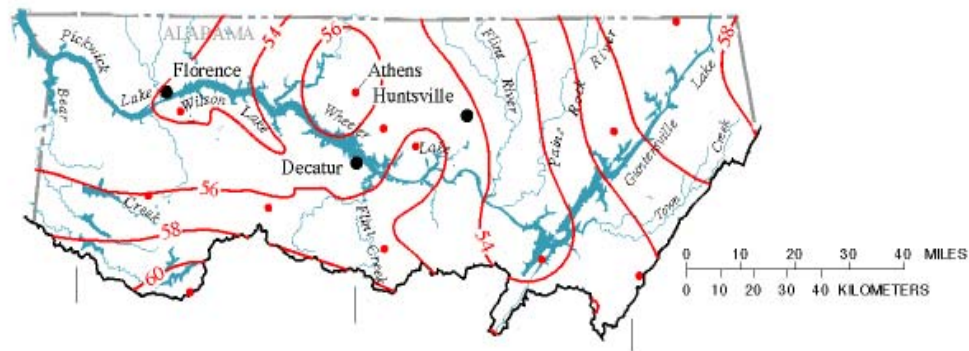 ALABAMA
54
56
58
Pickwick
Lake
Florence
Wilson
Lake
Athens
Huntsville
Flint
River
Rock
River
Pains
Bear
Wheeler
Lake
Decatur
Guntersville
Lake
Town
Creek
56
Creek
58
60
Flint Creek
54
0 10 20 30 40 MILES
0 10 20 30 40 KILOMETERS